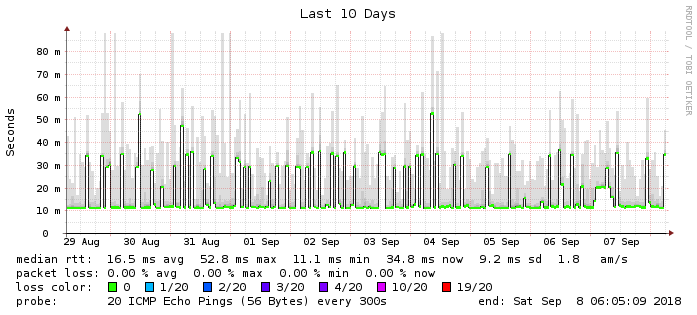 Last 10 Days
RRDTOOL / TOBI OETIKER
Seconds
80 m
70 m
60 m
50 m
40 m
30 m
20 m
10 m
0
29 Aug 30 Aug 31 Aug 01 Sep 02 Sep 03 Sep 04 Sep 05 Sep 06 Sep 07 Sep
median rtt: 16.5 ms avg 52.8 ms max 11.1 ms min 34.8 ms now 9.2 ms sd 1.8 am/s
packet loss: 0.00 % avg 0.00 % max 0.00 % min 0.00 % now
loss color: 0 1/20 2/20 3/20 4/20 10/20 19/20
probe: 20 ICMP Echo Pings (56 Bytes) every 300s end: Sat Sep 8 06:05:09 2018